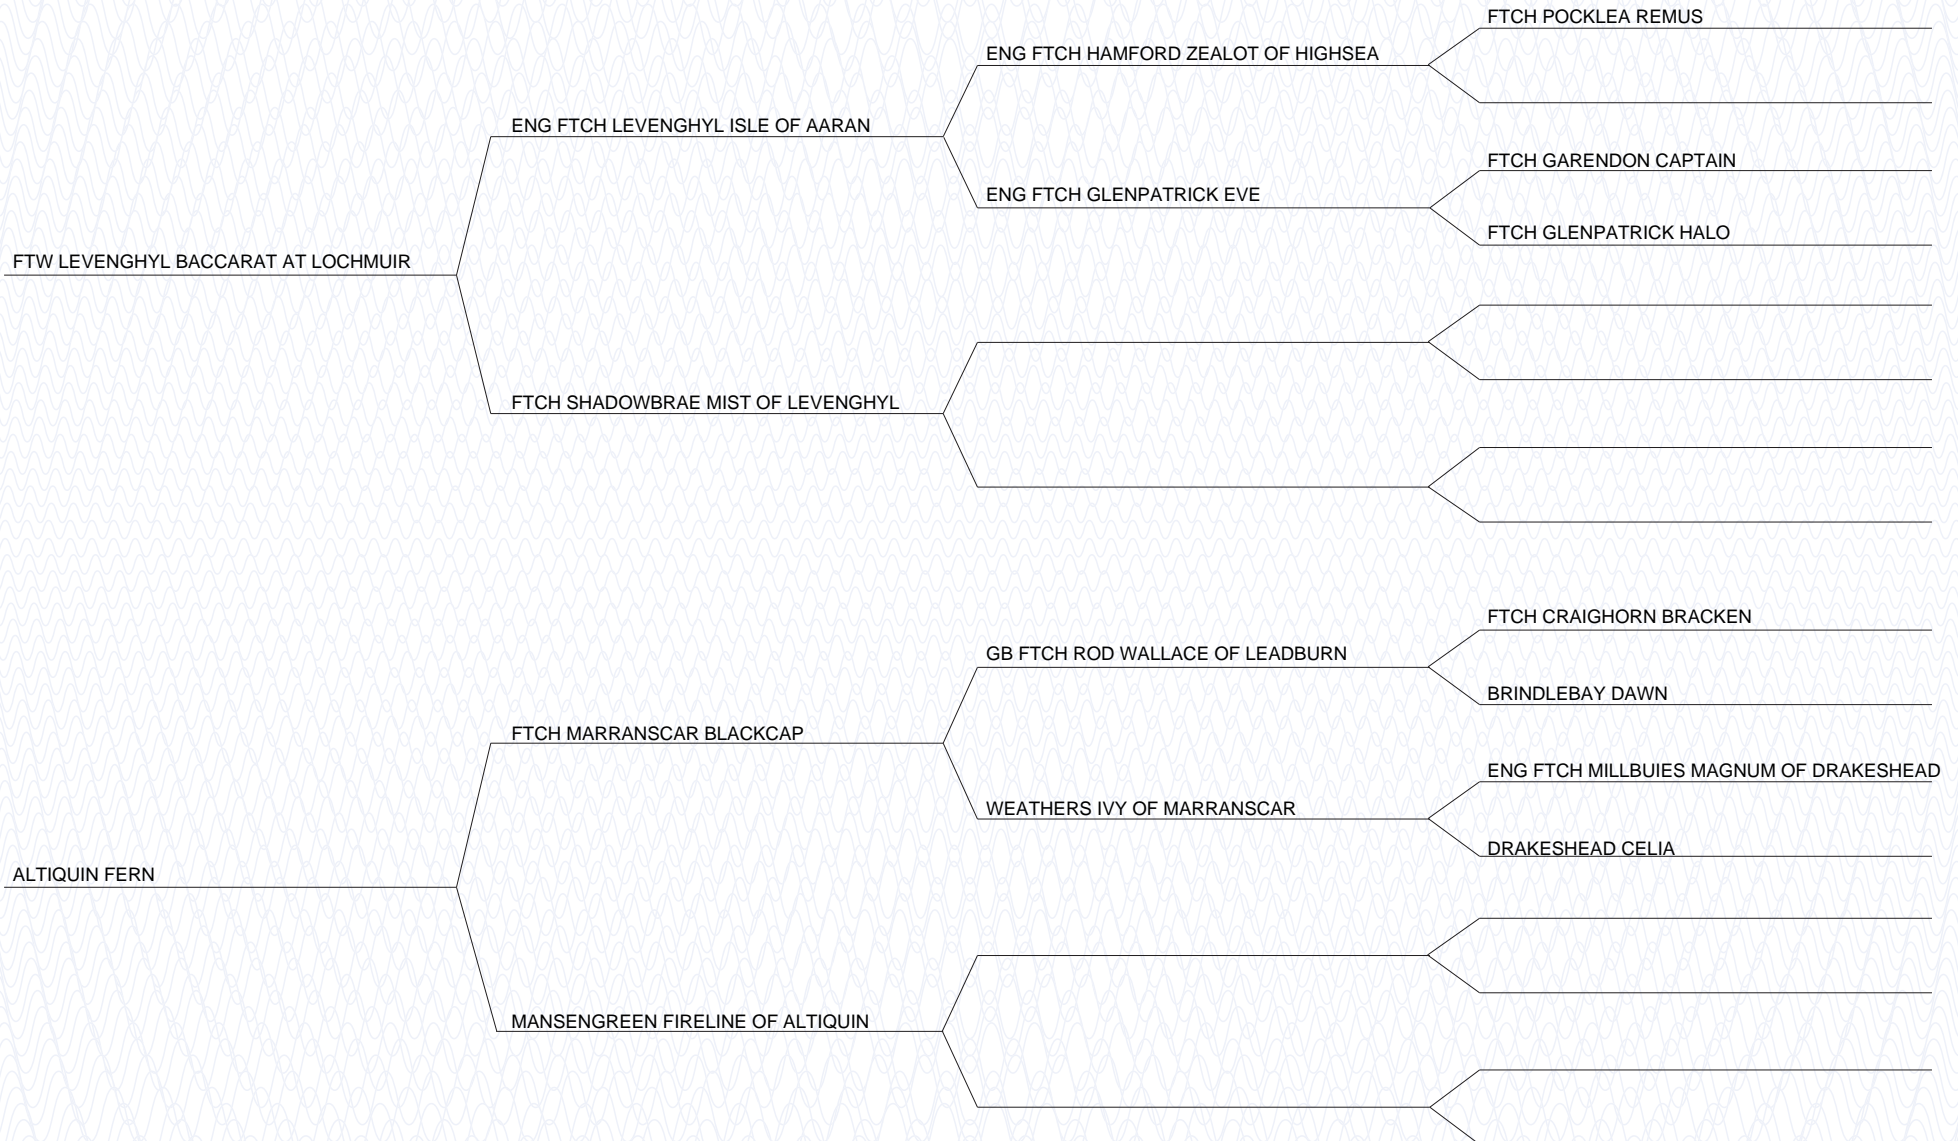 FTCH POCKLEA REMUS
ENG FTCH HAMFORD ZEALOT OF HIGHSEA
ENG FTCH LEVENGHYL ISLE OF AARAN
FTCH GARENDON CAPTAIN
ENG FTCH GLENPATRICK EVE
FTCH GLENPATRICK HALO
FTW LEVENGHYL BACCARAT AT LOCHMUIR
FTCH SHADOWBRAE MIST OF LEVENGHYL
FTCH CRAIGHORN BRACKEN
GB FTCH ROD WALLACE OF LEADBURN
BRINDLEBAY DAWN
FTCH MARRANSCAR BLACKCAP
ENG FTCH MILLBUIES MAGNUM OF DRAKESHEAD
WEATHERS IVY OF MARRANSCAR
DRAKESHEAD CELIA
ALTIQUIN FERN
MANSENGREEN FIRELINE OF ALTIQUIN